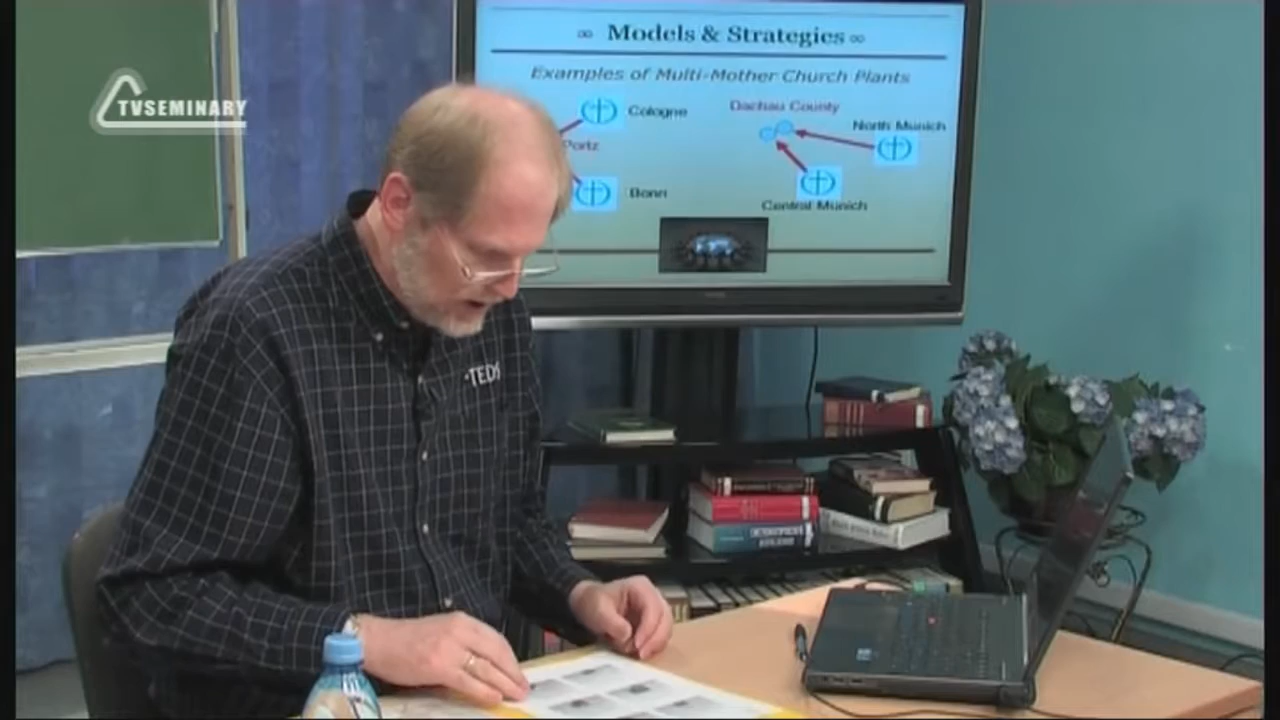 TVSEMINARY
Models & Strategies
Examples of Multi-Mother Church Plants
Cologne
Portz
Bonn
Dachau County
North Munich
Central Munich
TEDS